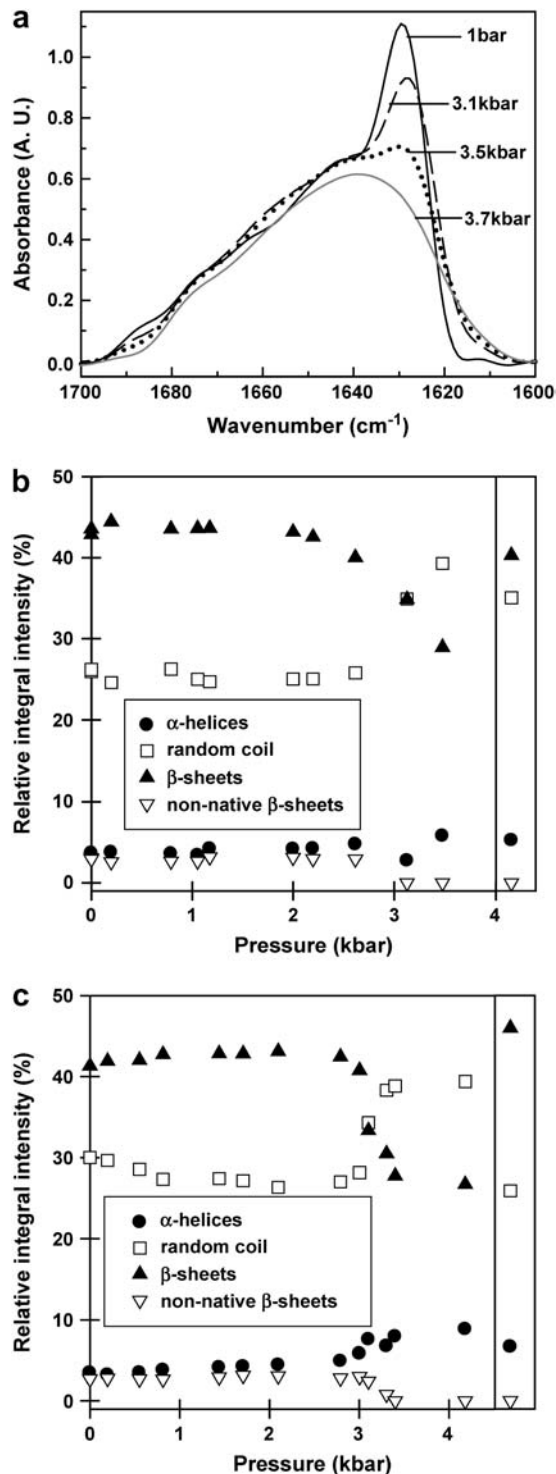 a
Absorbance (A. U.)
1.0
0.8
0.6
0.4
0.2
0.0
1bar
3.1kbar
3.5kbar
3.7kbar
1700 1680 1660 1640 1620 1600
Wavenumber (cm-1)
b
Relative integral intensity (%)
50
40
30
20
10
0
α-helices
random coil
β-sheets
non-native β-sheets
0 1 2 3 4
Pressure (kbar)
c
Relative integral intensity (%)
50
40
30
20
10
0
α-helices
random coil
β-sheets
non-native β-sheets
0 1 2 3 4
Pressure (kbar)